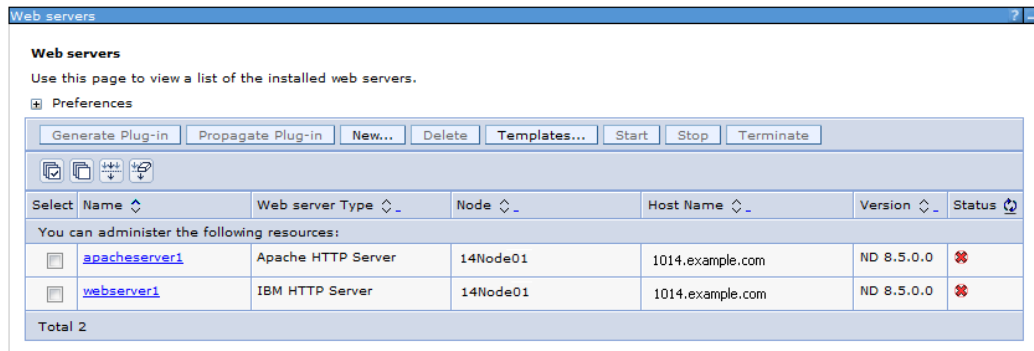 Web servers ? –
Web servers
Use this page to view a list of the installed web servers.
+ Preferences
Generate Plug-in Propagate Plug-in New... Delete Templates... Start Stop Terminate
Select Name Web server Type Node Host Name Version Status
You can administer the following resources:
apacheserver1 Apache HTTP Server 14Node01 1014.example.com ND 8.5.0.0
webserver1 IBM HTTP Server 14Node01 1014.example.com ND 8.5.0.0
Total 2